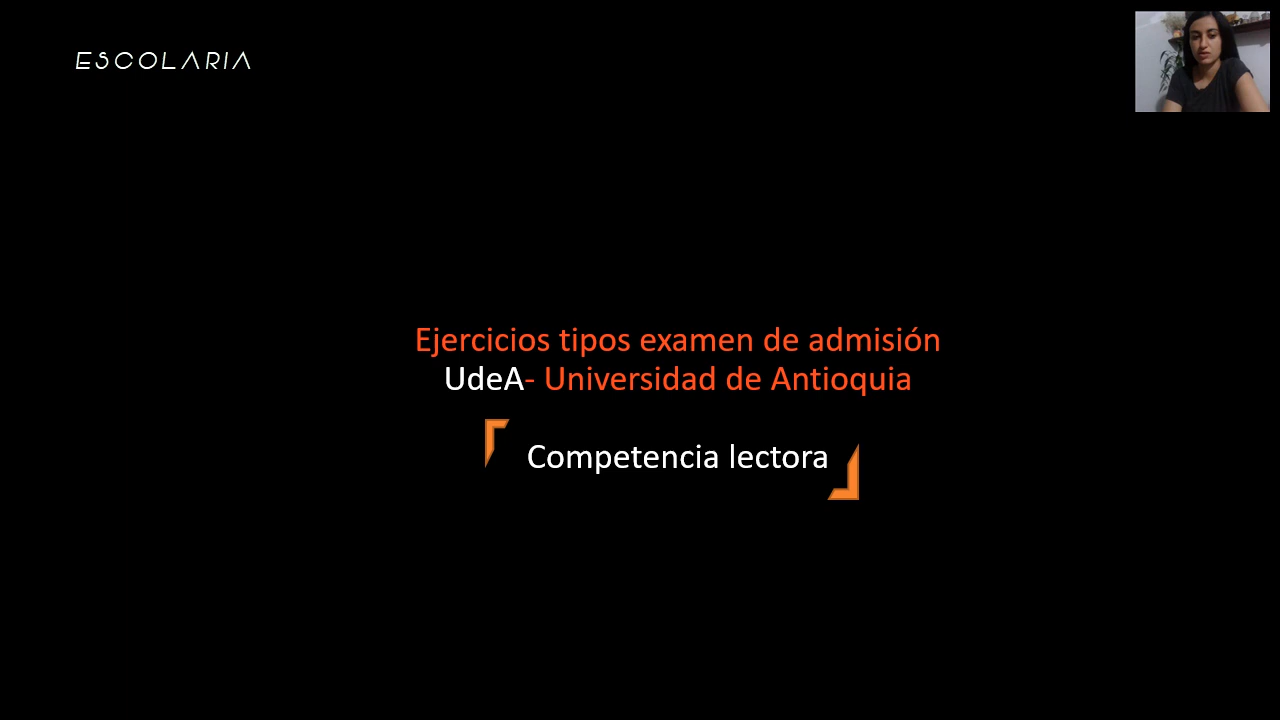 ESCOLARIA
Ejercicios tipos examen de admisión
UdeA- Universidad de Antioquia
Competencia lectora